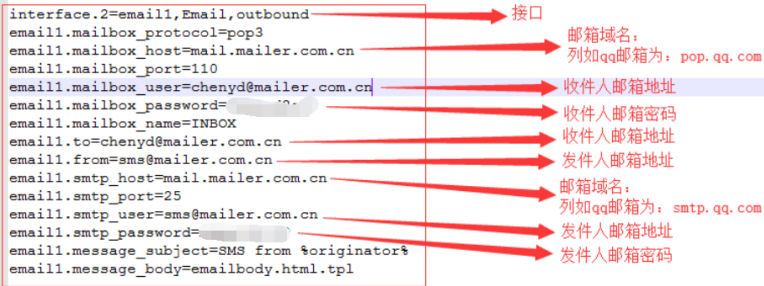 interface.2=email1,Email,outbound
接口
email1.mailbox_protocol=pop3
邮箱域名：
email1.mailbox_host=mail.mailer.com.cn
列如qq邮箱为：pop.qq.com
email1.mailbox_port=110
email1.mailbox_user=chenyd@mailer.com.cn
收件人邮箱地址
email1.mailbox_password=
收件人邮箱密码
email1.mailbox_name=INBOX
email1.to=chenyd@mailer.com.cn
收件人邮箱地址
email1.from=sms@mailer.com.cn
发件人邮箱地址
email1.smtp_host=mail.mailer.com.cn
邮箱域名：
列如qq邮箱为：smtp.qq.com
email1.smtp_port=25
email1.smtp_user=sms@mailer.com.cn
发件人邮箱地址
email1.smtp_password=
发件人邮箱密码
email1.message_subject=SMS from %originator%
email1.message_body=emailbody.html.tpl